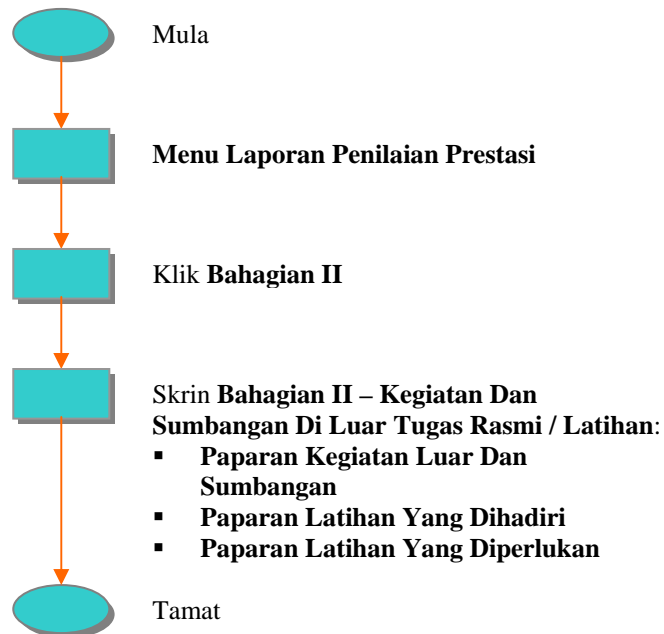 Mula
Menu Laporan Penilaian Prestasi
Klik Bahagian II
Skrin Bahagian II – Kegiatan Dan
Sumbangan Di Luar Tugas Rasmi / Latihan:
▪ Paparan Kegiatan Luar Dan
Sumbangan
▪ Paparan Latihan Yang Dihadiri
▪ Paparan Latihan Yang Diperlukan
Tamat